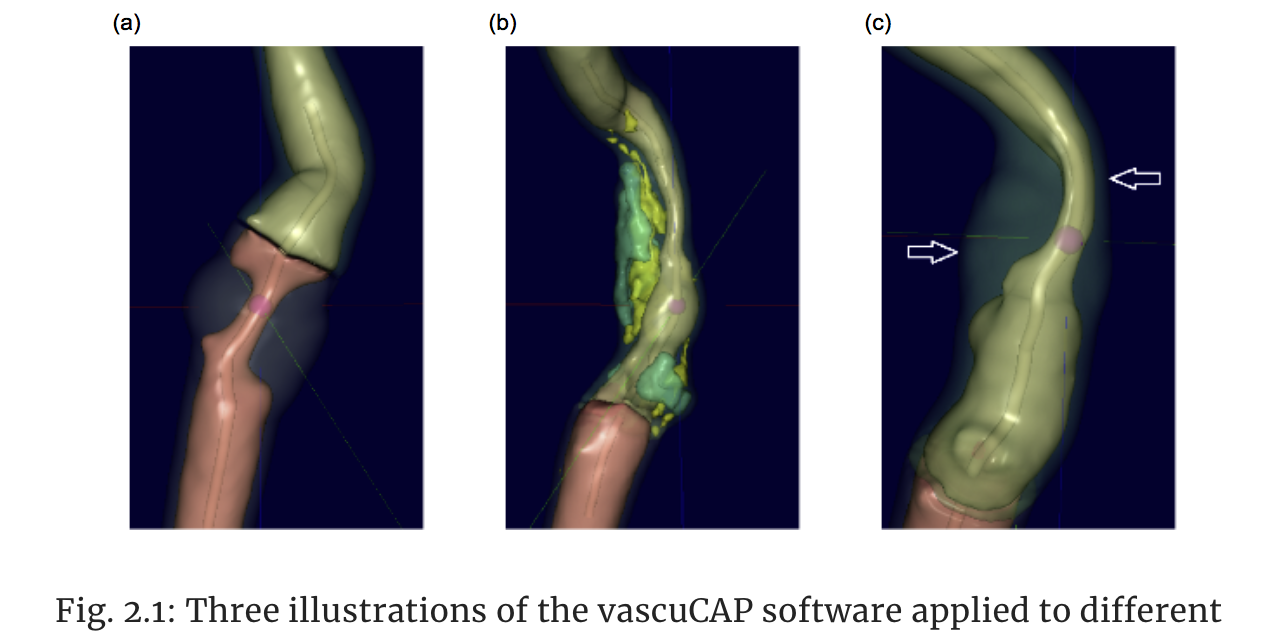 (a) (b) (c)
Fig. 2.1: Three illustrations of the vascuCAP software applied to different